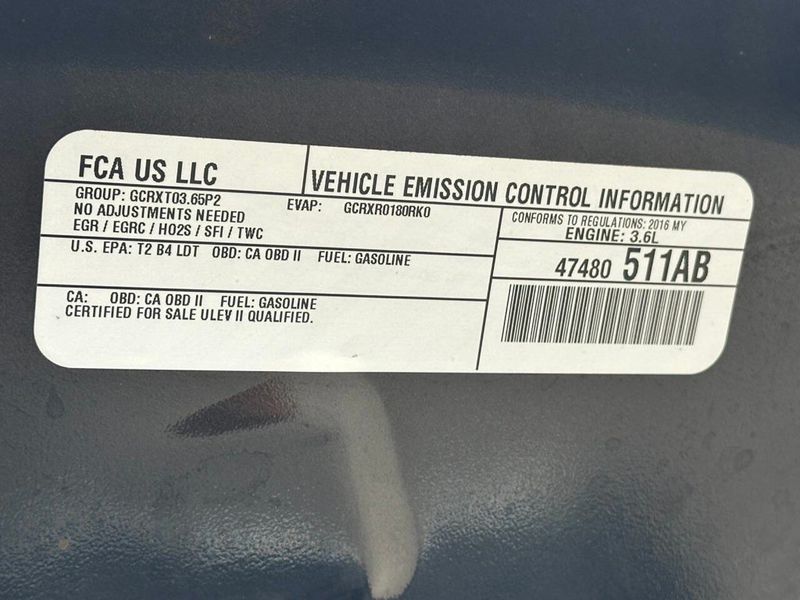 FCA US LLC
VEHICLE EMISSION CONTROL INFORMATION
GROUP: GCRXT03.65P2
EVAP: GCRXR0180RK0
NO ADJUSTMENTS NEEDED
EGR / EGRC / HO2S / SFI / TWC
CONFORMS TO REGULATIONS: 2016 MY
ENGINE: 3.6L
U.S. EPA: T2 B4 LDT OBD: CA OBD II FUEL: GASOLINE
47480 511AB
CA: OBD: CA OBD II FUEL: GASOLINE
CERTIFIED FOR SALE ULEV II QUALIFIED.